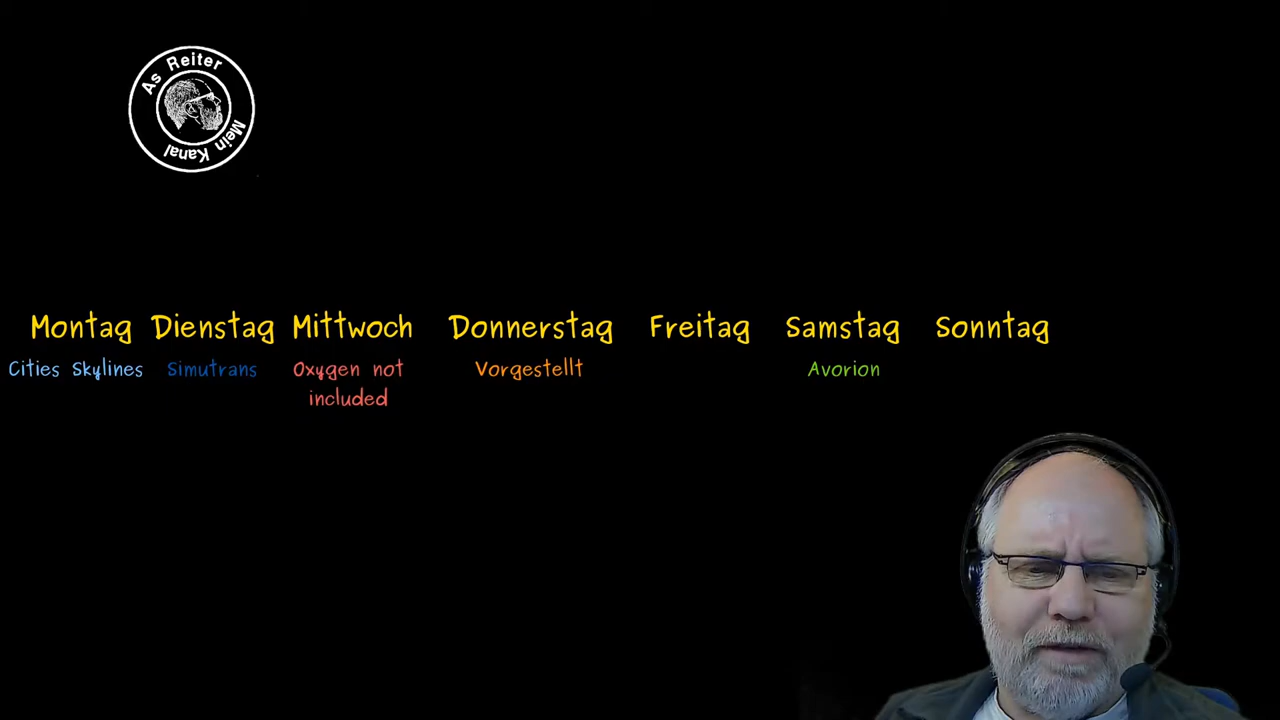 As Reiter
Mein Kanal
Montag Dienstag Mittwoch Donnerstag Freitag Samstag Sonntag
Cities Skylines Simutrans Oxygen not Vorgestellt Avorion
included